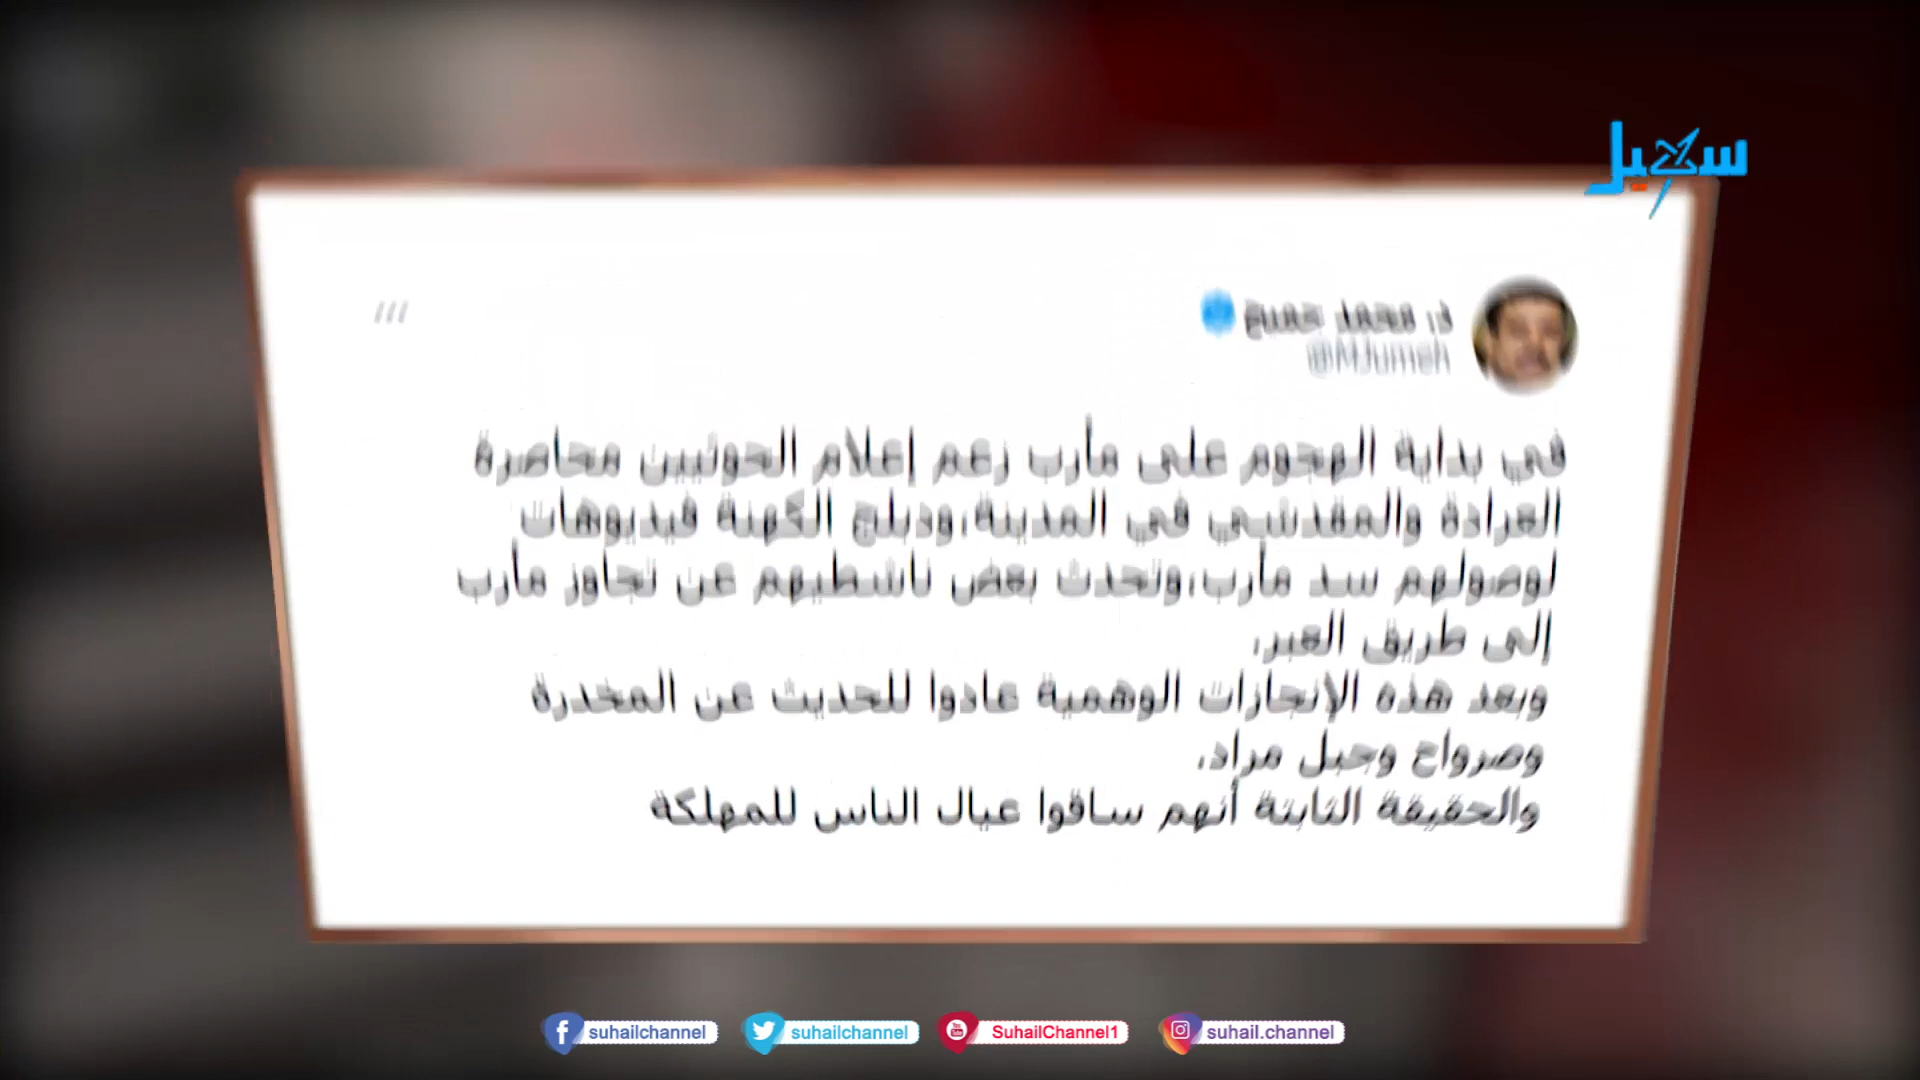 سهيل
د. محمد جميح
@MJumeh
في بداية الهجوم على مأرب زعم إعلام الحوثيين محاصرة
العرادة والمقدشي في المدينة،ودبلج الكهنة فيديوهات
لوصولهم سد مأرب،وتحدث بعض ناشطيهم عن تجاوز مأرب
إلى طريق العبر.
وبعد هذه الإنجازات الوهمية عادوا للحديث عن المخدرة
وصرواح وجبل مراد.
والحقيقة الثابتة أنهم ساقوا عيال الناس للمهلكة
suhailchannel
suhailchannel
SuhailChannel1
suhail.channel